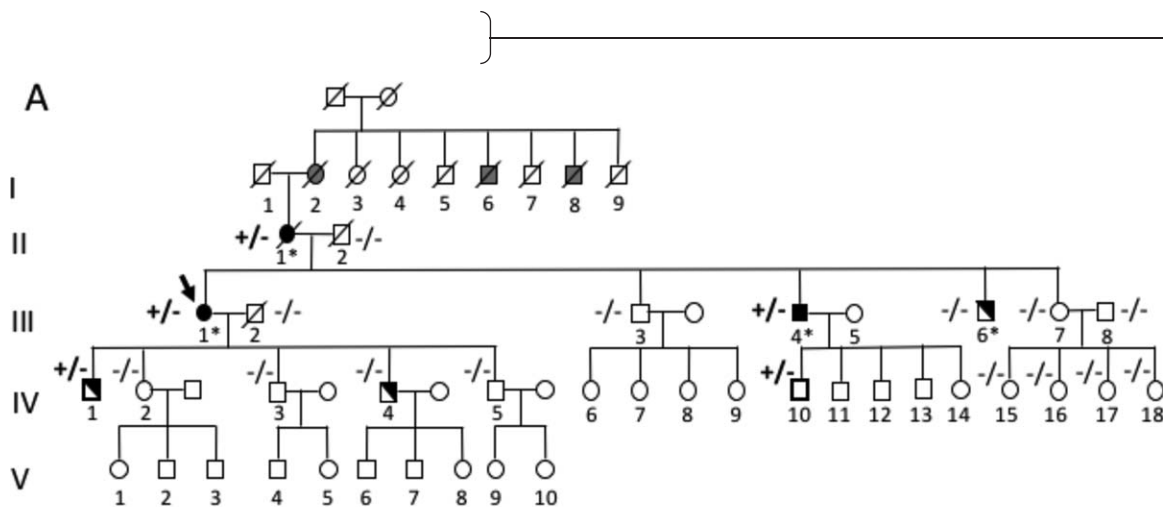 A
I
1 2 3 4 5 6 7 8 9
II
+/- -/-
1* 2
III
+/- -/- -/- +/- -/- -/- -/-
1* 2 3 4* 5 6* 7 8
IV
+/- -/- -/- -/- -/- +/- -/- -/- -/- -/-
1 2 3 4 5 6 7 8 9 10 11 12 13 14 15 16 17 18
V
1 2 3 4 5 6 7 8 9 10